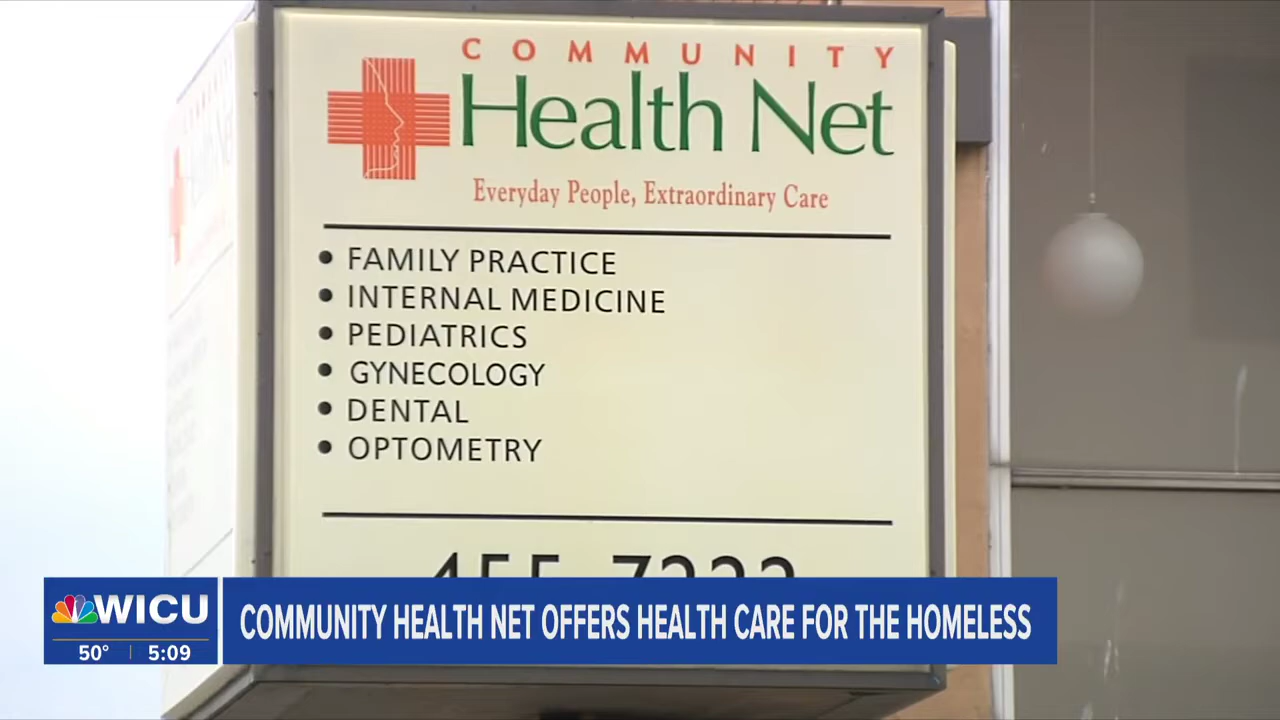 COMMUNITY
Health Net
Everyday People, Extraordinary Care
• FAMILY PRACTICE
• INTERNAL MEDICINE
• PEDIATRICS
• GYNECOLOGY
• DENTAL
• OPTOMETRY
WICU
50° | 5:09
COMMUNITY HEALTH NET OFFERS HEALTH CARE FOR THE HOMELESS